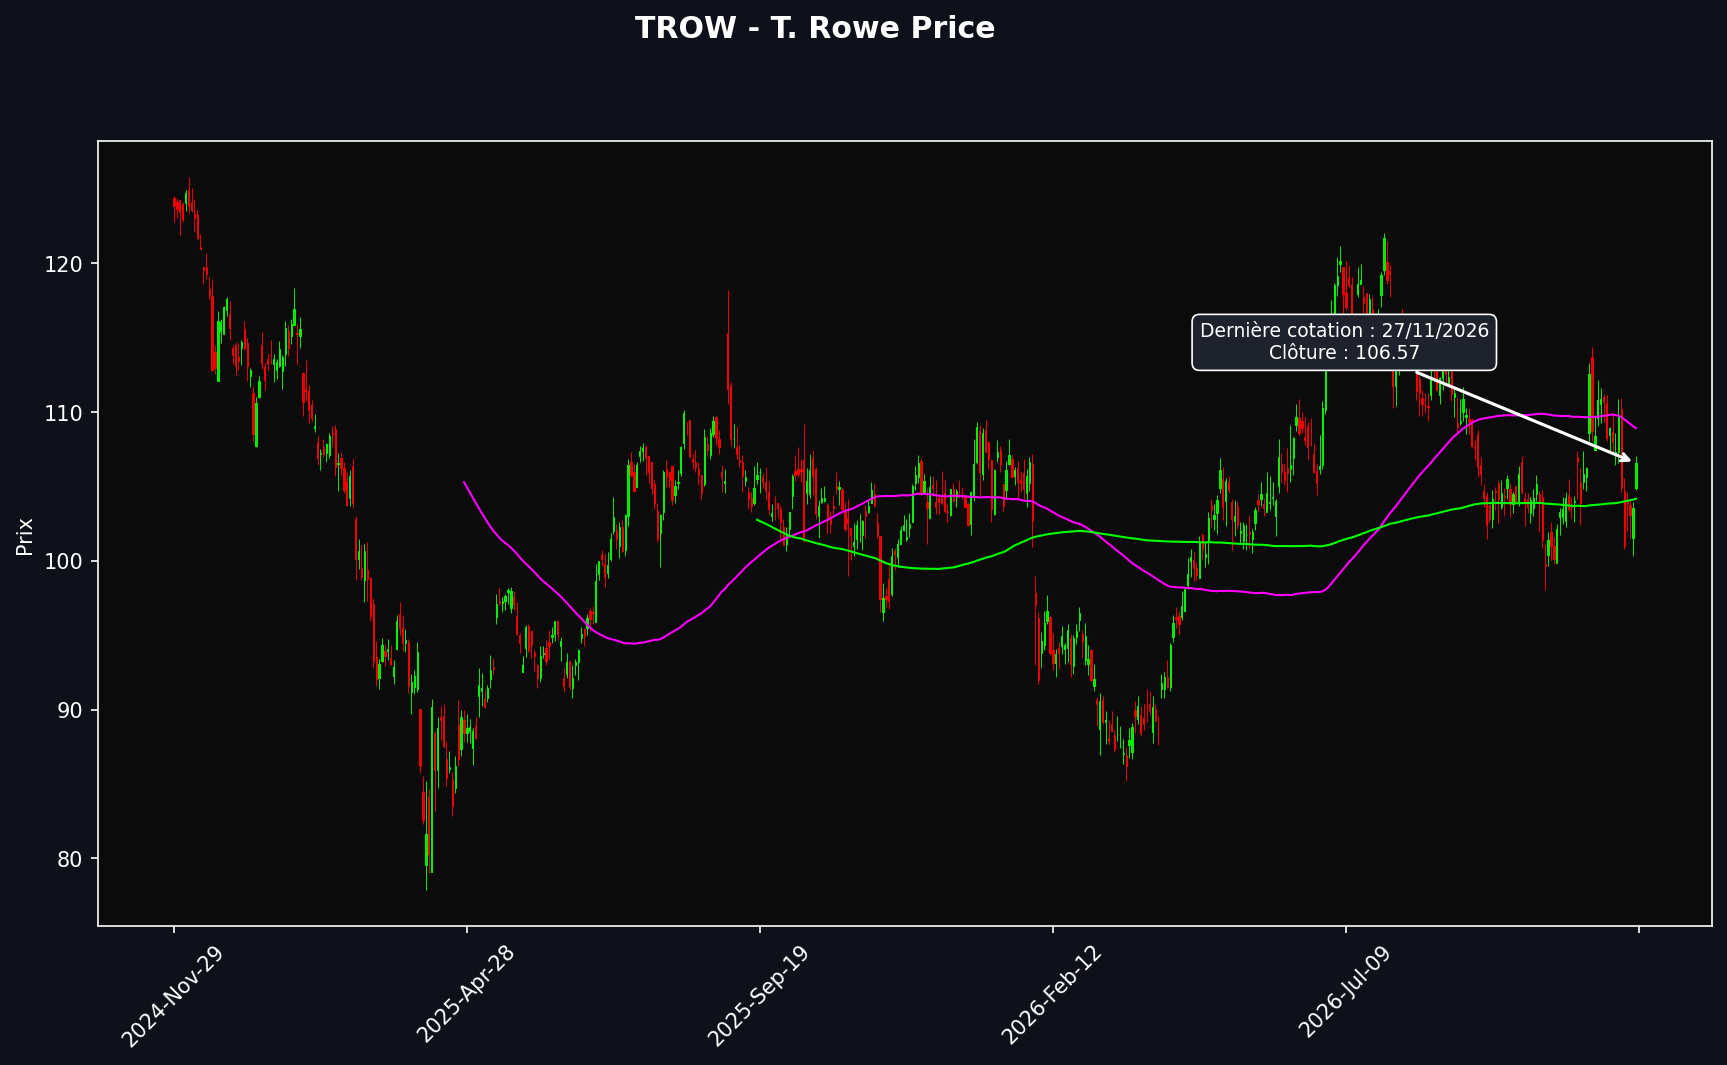 TROW - T. Rowe Price
Prix
120
110
100
90
80
Dernière cotation : 27/11/2026
Clôture : 106.57
2024-Nov-29
2025-Apr-28
2025-Sep-19
2026-Feb-12
2026-Jul-09